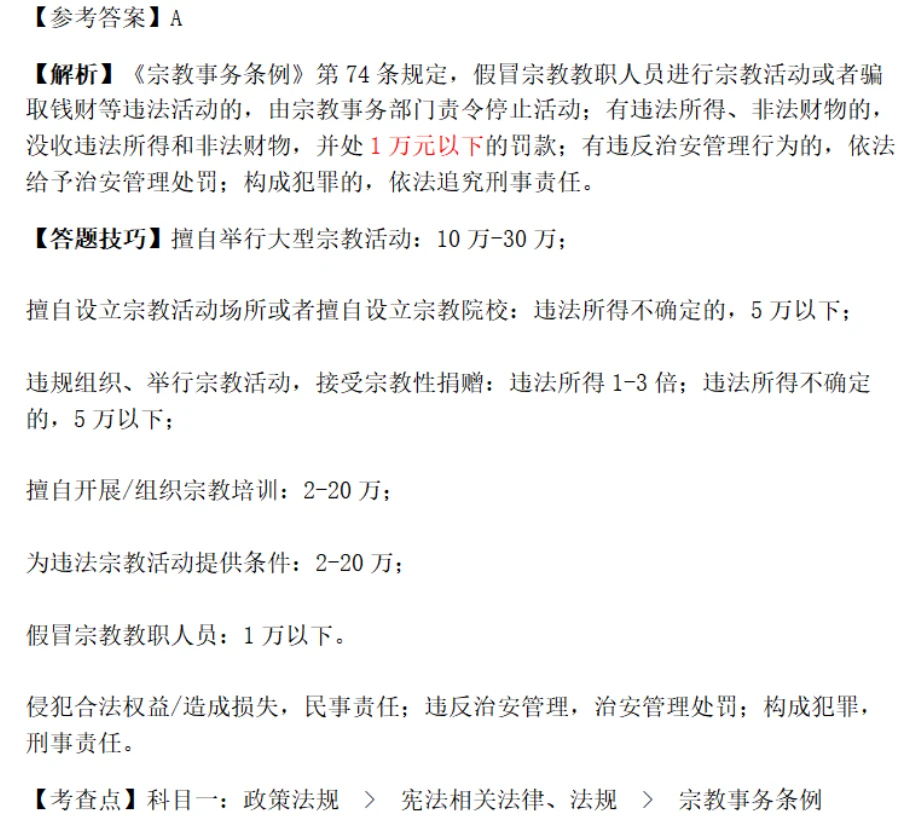 【参考答案】A
【解析】《宗教事务条例》第 74 条规定，假冒宗教教职人员进行宗教活动或者骗
取钱财等违法活动的，由宗教事务部门责令停止活动；有违法所得、非法财物的，
没收违法所得和非法财物，并处 1 万元以下的罚款；有违反治安管理行为的，依法
给予治安管理处罚；构成犯罪的，依法追究刑事责任。
【答题技巧】擅自举行大型宗教活动：10 万-30 万；
擅自设立宗教活动场所或者擅自设立宗教院校：违法所得不确定的，5 万以下；
违规组织、举行宗教活动，接受宗教性捐赠：违法所得 1-3 倍；违法所得不确定
的，5 万以下；
擅自开展/组织宗教培训：2-20 万；
为违法宗教活动提供条件：2-20 万；
假冒宗教教职人员：1 万以下。
侵犯合法权益/造成损失，民事责任；违反治安管理，治安管理处罚；构成犯罪，
刑事责任。
【考查点】科目一：政策法规 > 宪法相关法律、法规 > 宗教事务条例